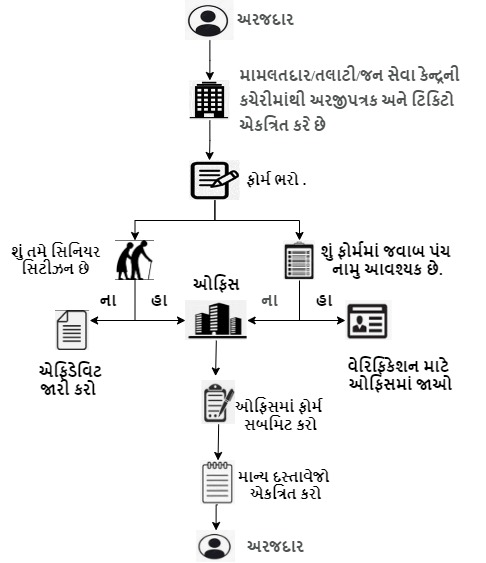 અરજદાર
મામલતદાર/તલાટી/જન સેવા કેન્દ્રની
કચેરીમાંથી અરજીપત્રક અને ટિકિટો
એકત્રિત કરે છે
ફોર્મ ભરો .
શું તમે સિનિયર
સિટીઝન છે
શું ફોર્મમાં જવાબ પંચ
નામુ આવશ્યક છે.
ના
હા
ઓફિસ
ના
હા
એફિડેવિટ
જારી કરો
વેરિફિકેશન માટે
ઓફિસમાં જાઓ
ઓફિસમાં ફોર્મ
સબમિટ કરો
માન્ય દસ્તાવેજો
એકત્રિત કરો
અરજદાર